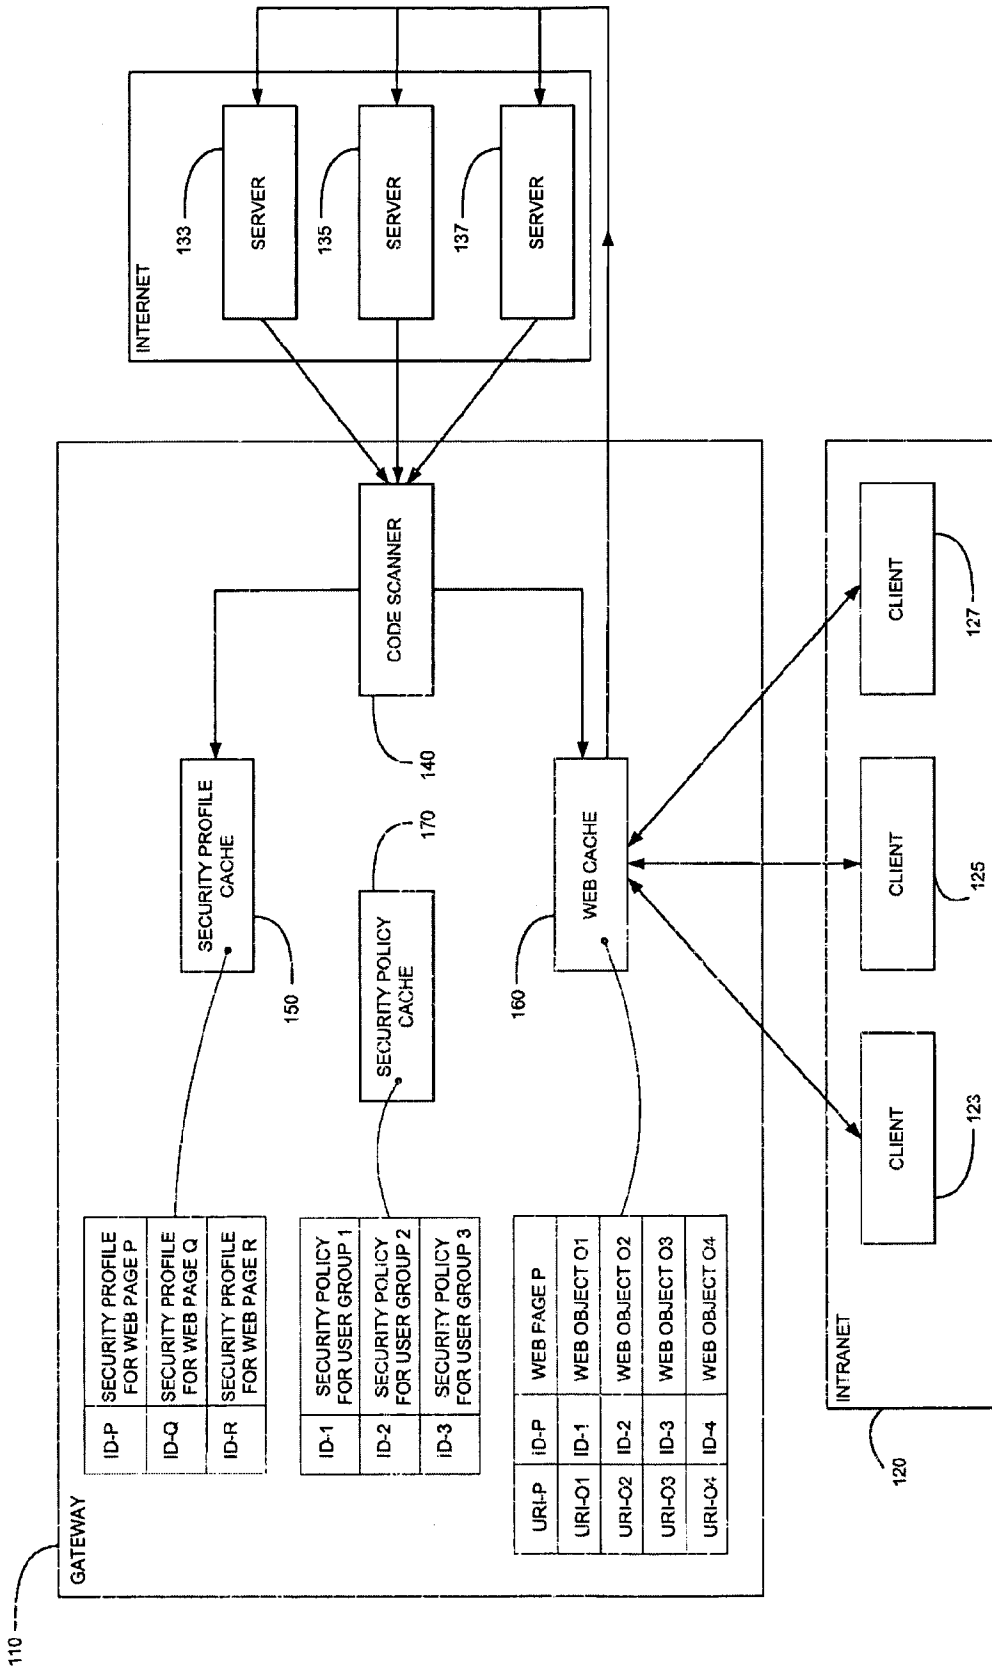 110
GATEWAY
ID-P SECURITY PROFILE
FOR WEB PAGE P
ID-Q SECURITY PROFILE
FOR WEB PAGE Q
ID-R SECURITY PROFILE
FOR WEB PAGE R
ID-1 SECURITY POLICY
FOR USER GROUP 1
ID-2 SECURITY POLICY
FOR USER GROUP 2
ID-3 SECURITY POLICY
FOR USER GROUP 3
URI-P ID-P WEB PAGE P
URI-O1 ID-1 WEB OBJECT O1
URI-O2 ID-2 WEB OBJECT O2
URI-O3 ID-3 WEB OBJECT O3
URI-O4 ID-4 WEB OBJECT O4
SECURITY PROFILE
CACHE
150
SECURITY POLICY
CACHE
170
WEB CACHE
160
CODE SCANNER
140
INTERNET
133
SERVER
135
SERVER
137
SERVER
120
INTRANET
CLIENT
123
CLIENT
125
CLIENT
127